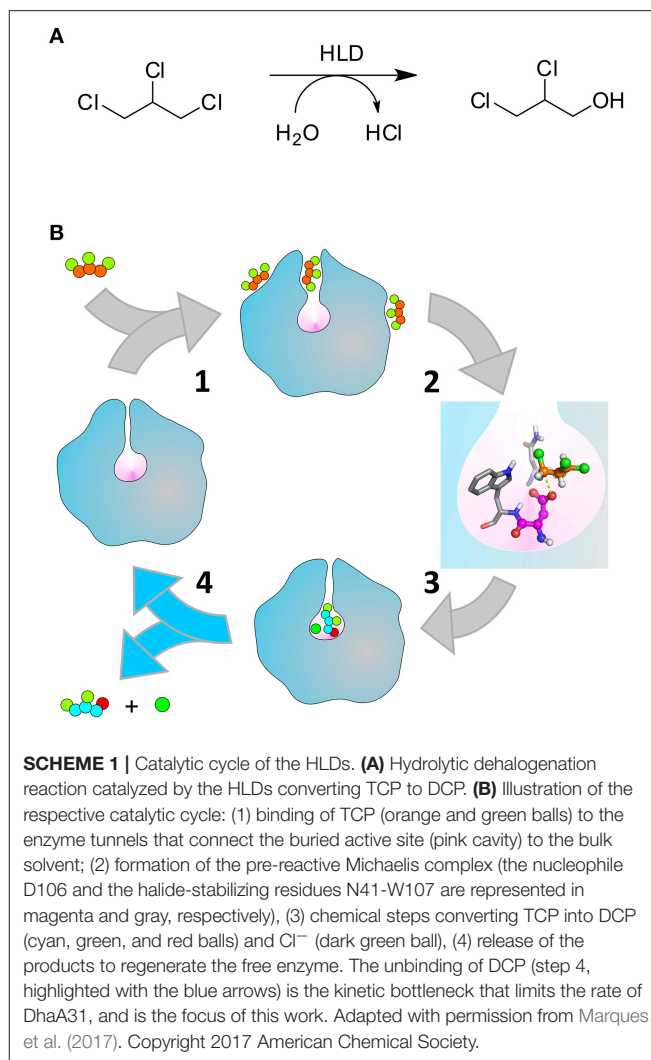 A
Cl
Cl
Cl
HLD
H₂O
HCl
Cl
Cl
OH
B
1
2
3
4
+
SCHEME 1 | Catalytic cycle of the HLDs. (A) Hydrolytic dehalogenation
reaction catalyzed by the HLDs converting TCP to DCP. (B) Illustration of the
respective catalytic cycle: (1) binding of TCP (orange and green balls) to the
enzyme tunnels that connect the buried active site (pink cavity) to the bulk
solvent; (2) formation of the pre-reactive Michaelis complex (the nucleophile
D106 and the halide-stabilizing residues N41-W107 are represented in
magenta and gray, respectively), (3) chemical steps converting TCP into DCP
(cyan, green, and red balls) and Cl⁻ (dark green ball), (4) release of the
products to regenerate the free enzyme. The unbinding of DCP (step 4,
highlighted with the blue arrows) is the kinetic bottleneck that limits the rate of
DhaA31, and is the focus of this work. Adapted with permission from Marques
et al. (2017). Copyright 2017 American Chemical Society.